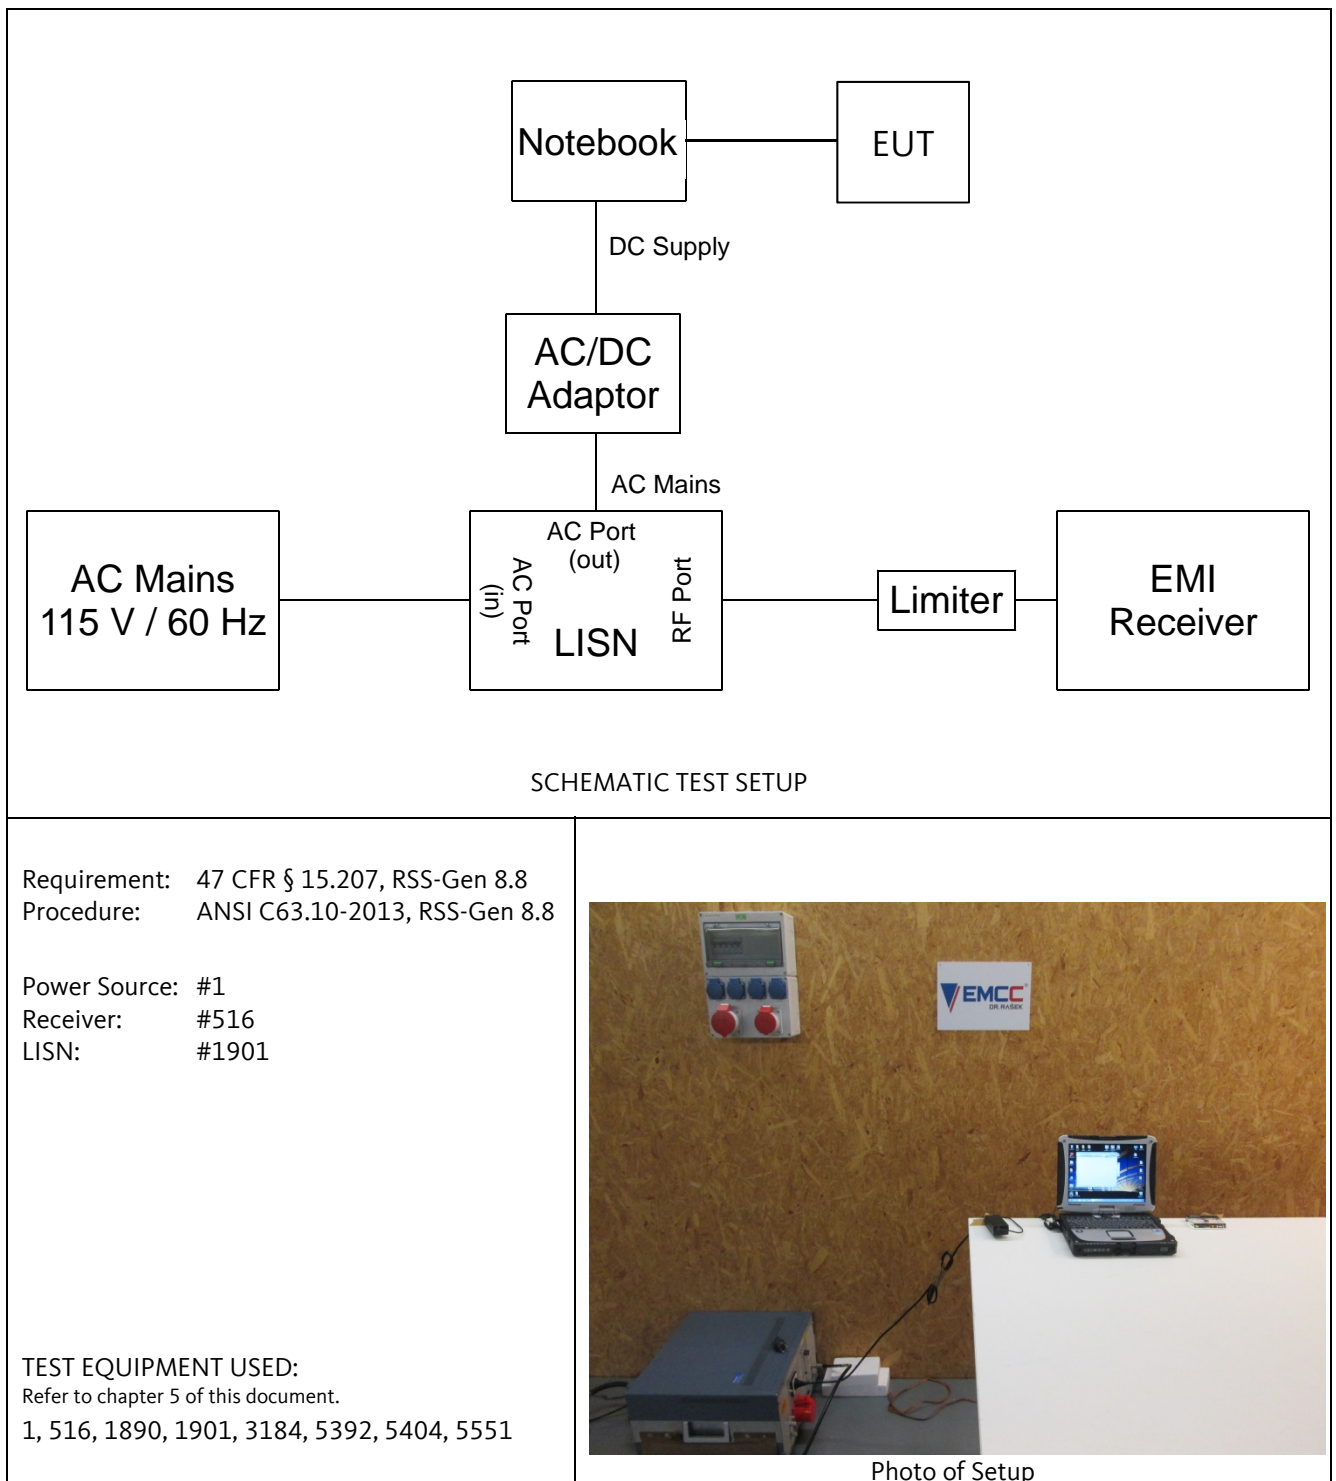 Notebook
EUT
DC Supply
AC/DC
Adaptor
AC Mains
AC Mains
115 V / 60 Hz
AC Port
(in)
AC Port
(out)
RF Port
LISN
Limiter
EMI
Receiver
SCHEMATIC TEST SETUP
Requirement: 47 CFR § 15.207, RSS-Gen 8.8
Procedure: ANSI C63.10-2013, RSS-Gen 8.8
Power Source: #1
Receiver: #516
LISN: #1901
TEST EQUIPMENT USED:
Refer to chapter 5 of this document.
1, 516, 1890, 1901, 3184, 5392, 5404, 5551
EMCC®
DR.RAŠEK
Photo of Setup